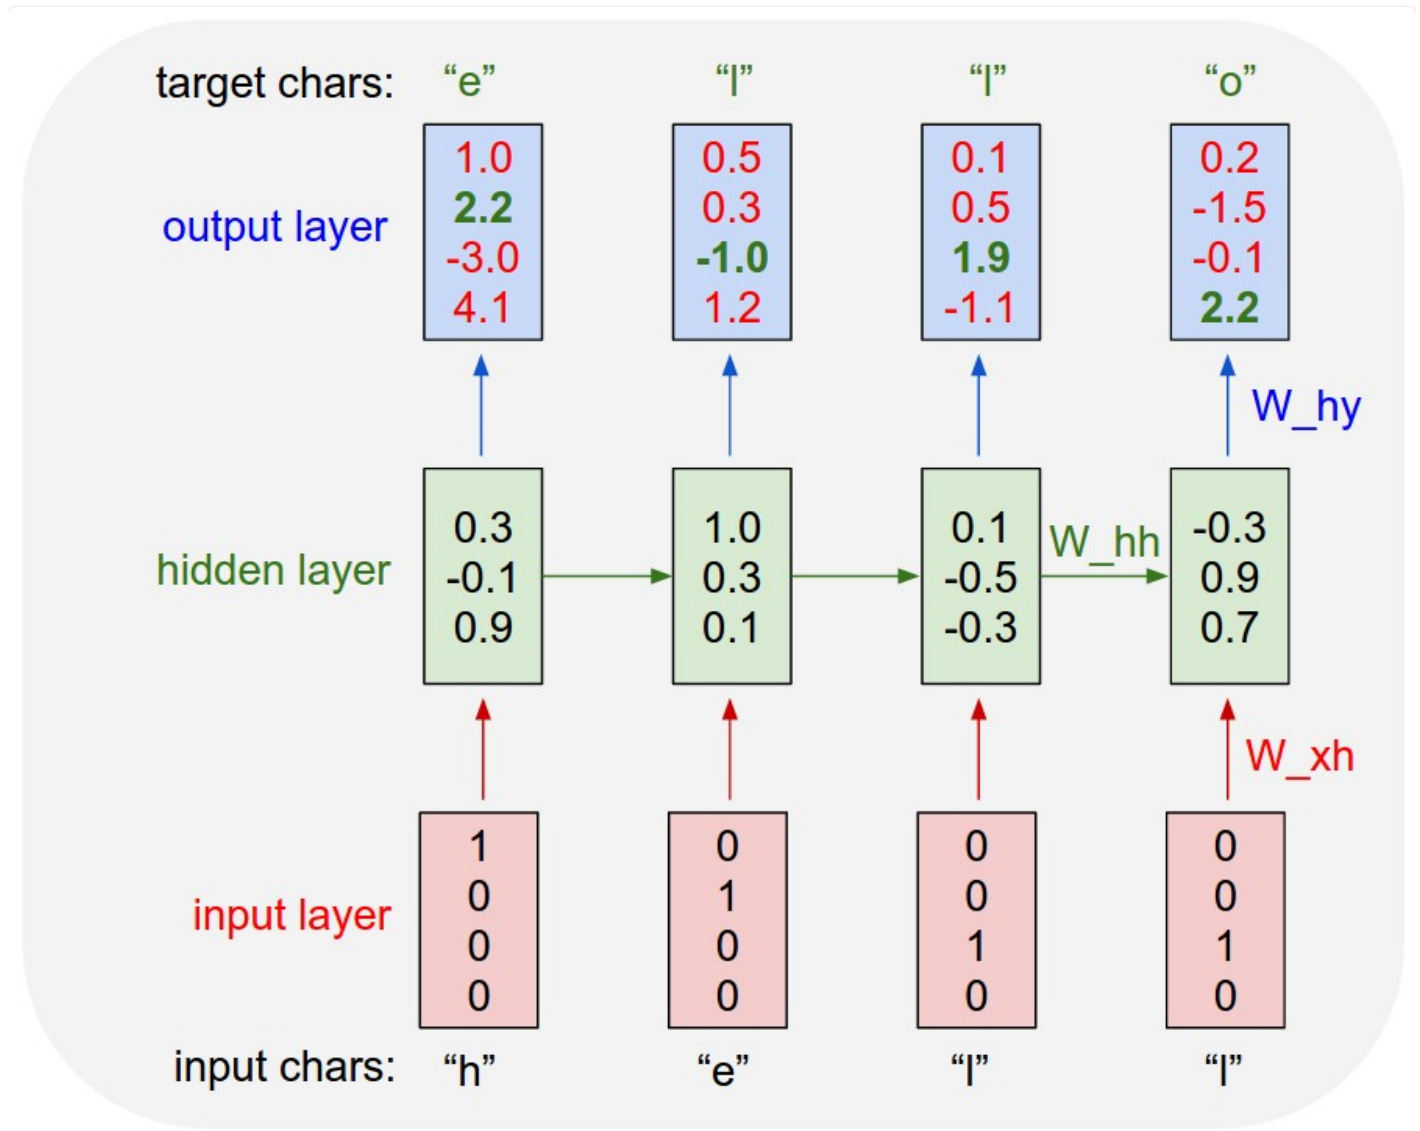 target chars: “e” “l” “l” “o”
1.0 0.5 0.1 0.2
output layer 2.2 0.3 0.5 -1.5
-3.0 -1.0 1.9 -0.1
4.1 1.2 -1.1 2.2
W_hy
0.3 1.0 0.1 -0.3
hidden layer -0.1 0.3 -0.5 W_hh 0.9
0.9 0.1 -0.3 0.7
W_xh
1 0 0 0
0 1 0 0
input layer 0 0 1 1
0 0 0 0
input chars: “h” “e” “l” “l”